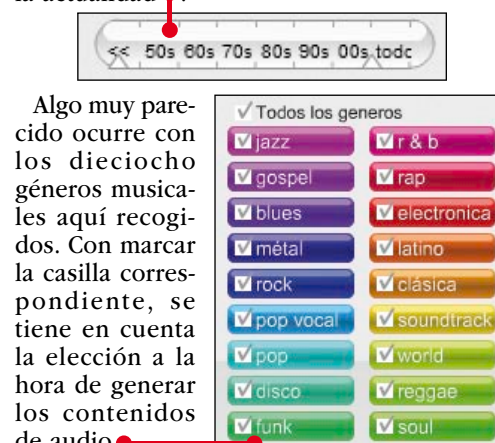 la actualidad
<< 50s 60s 70s 80s 90s 00s todo
Algo muy pare-
cido ocurre con
los dieciocho
géneros musica-
les aquí recogi-
dos. Con marcar
la casilla corres-
pondiente, se
tiene en cuenta
la elección a la
hora de generar
los contenidos
de audio
Todos los generos
jazz r & b
gospel rap
blues electronica
métal latino
rock clásica
pop vocal soundtrack
pop world
disco reggae
funk soul